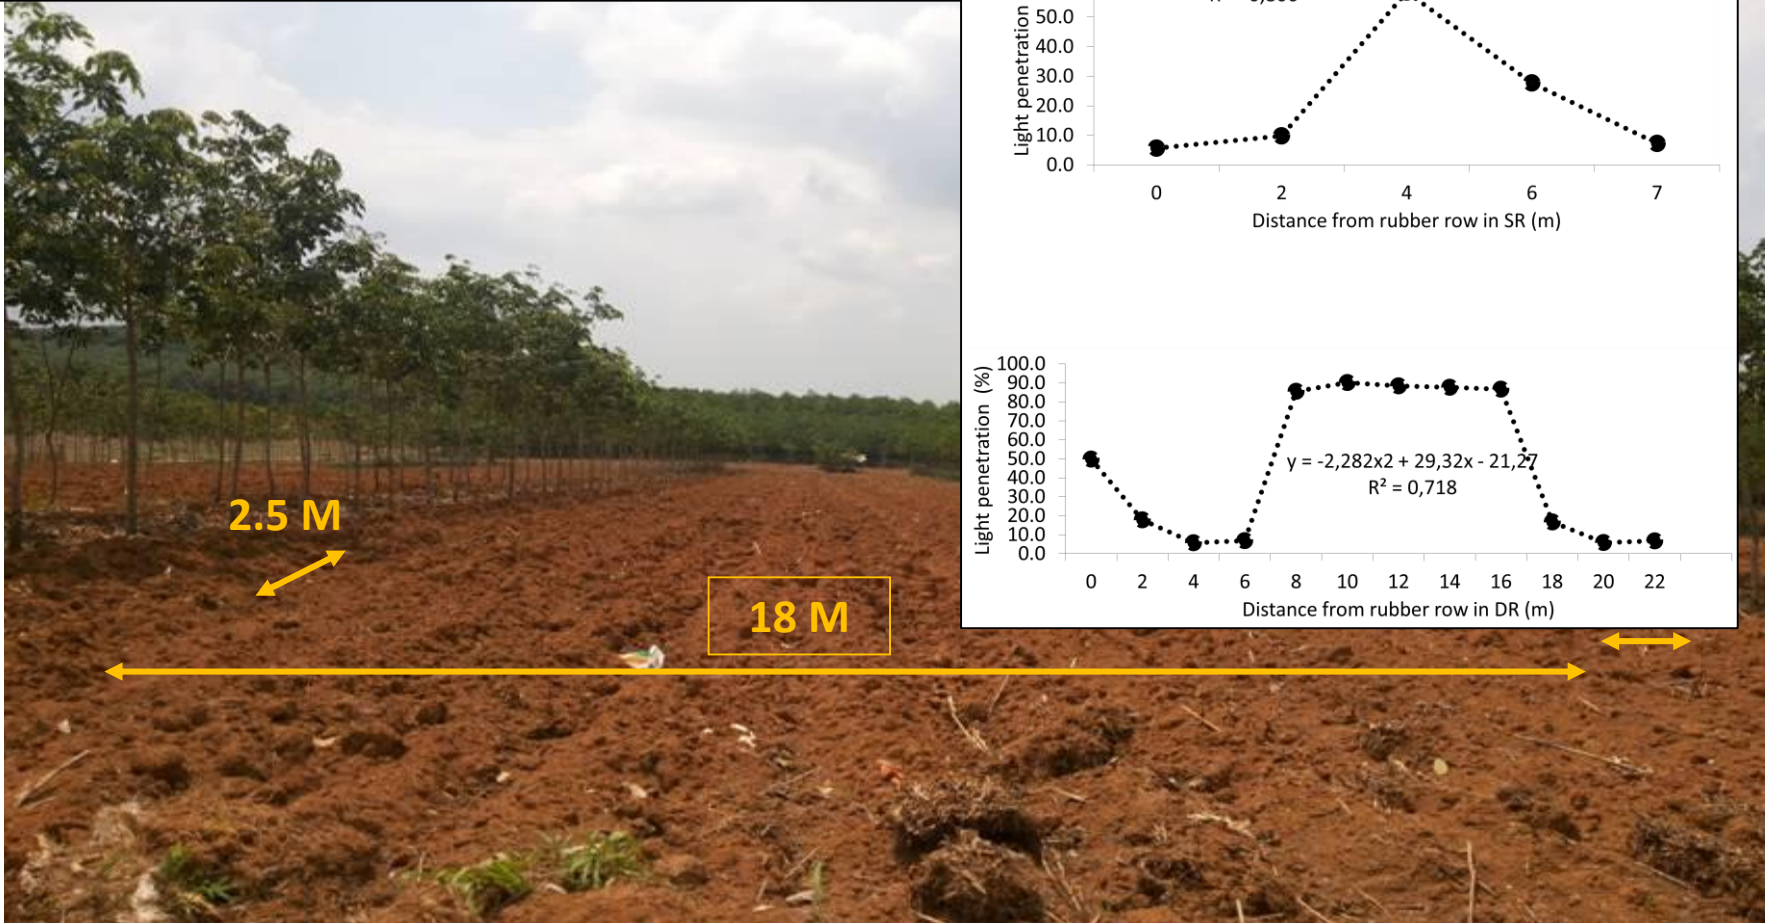 50.0
40.0
30.0
20.0
10.0
0.0
Light penetration
0 2 4 6 7
Distance from rubber row in SR (m)
100.0
90.0
80.0
70.0
60.0
50.0
40.0
30.0
20.0
10.0
0.0
Light penetration (%)
y = -2,282x2 + 29,32x - 21,27
R² = 0,718
0 2 4 6 8 10 12 14 16 18 20 22
Distance from rubber row in DR (m)
2.5 M
18 M